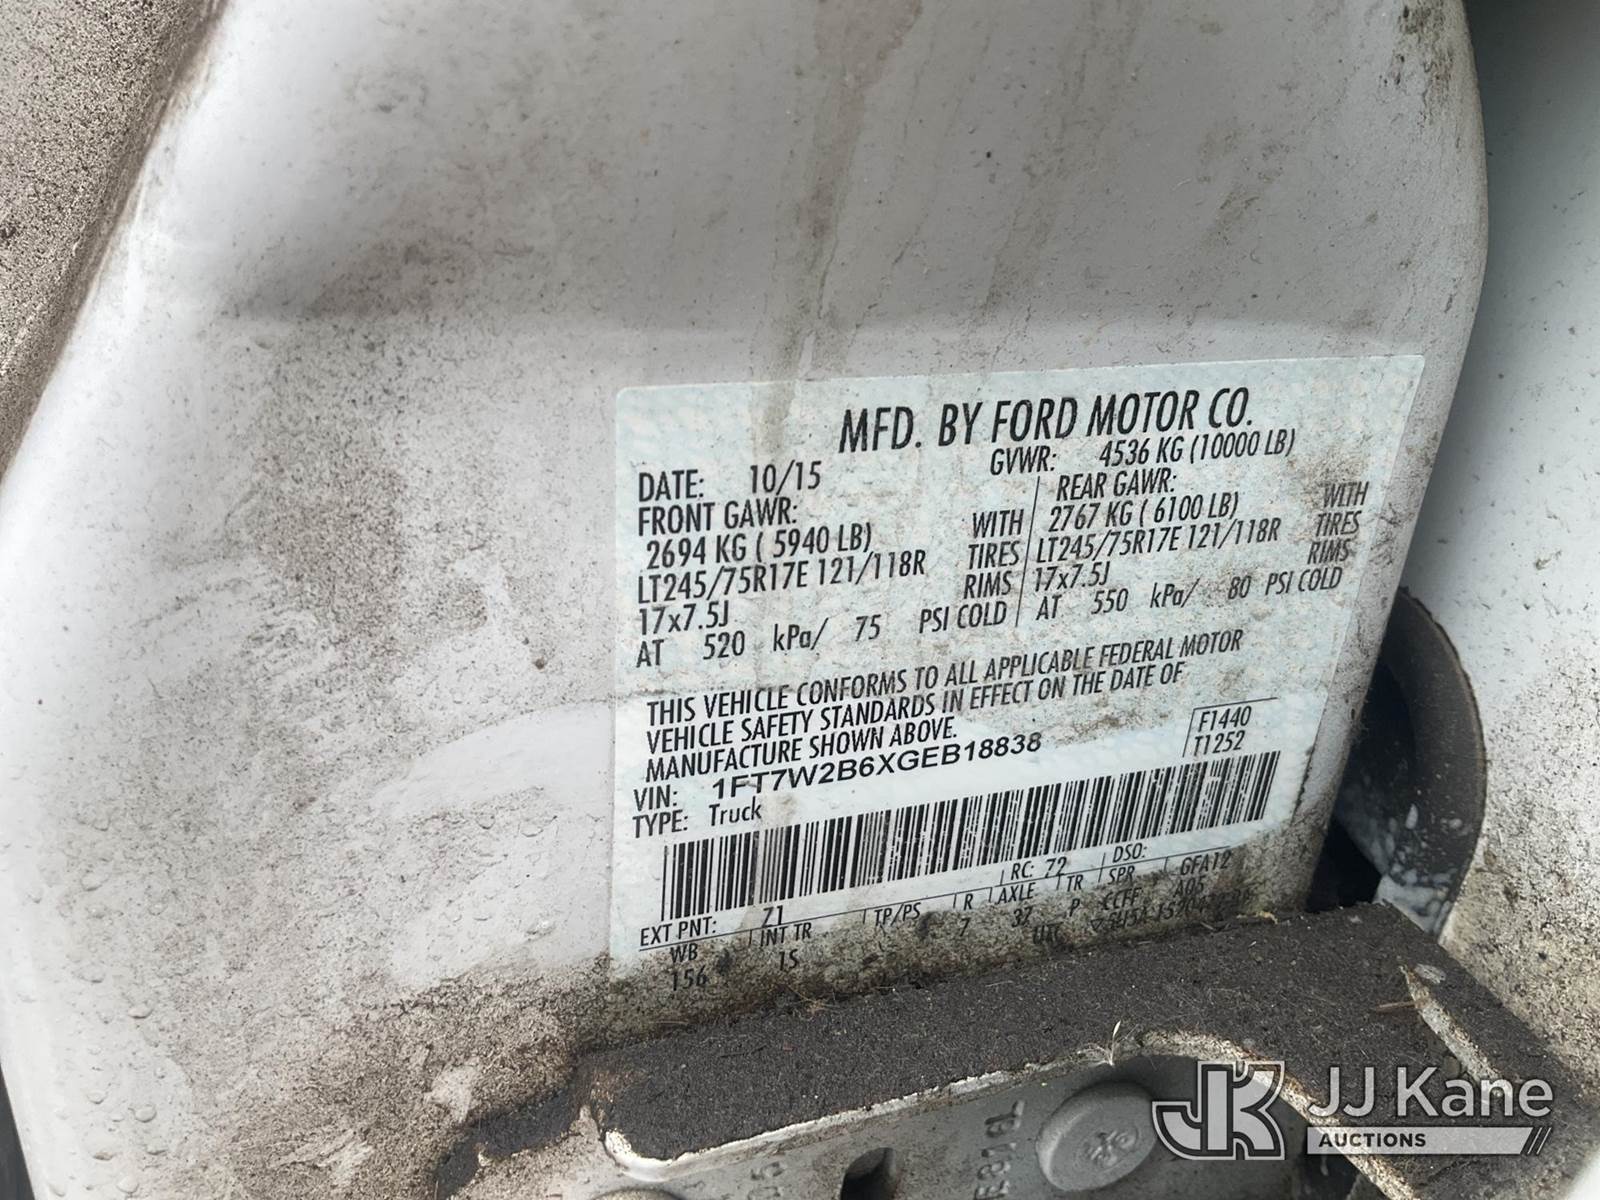 MFD. BY FORD MOTOR CO.
DATE: 10/15 GVWR: 4536 KG (10000 LB)
FRONT GAWR: REAR GAWR:
2694 KG ( 5940 LB) WITH 2767 KG ( 6100 LB) WITH
LT245/75R17E 121/118R TIRES LT245/75R17E 121/118R TIRES
17x7.5J RIMS 17x7.5J RIMS
AT 520 kPa/ 75 PSI COLD AT 550 kPa/ 80 PSI COLD
THIS VEHICLE CONFORMS TO ALL APPLICABLE FEDERAL MOTOR
VEHICLE SAFETY STANDARDS IN EFFECT ON THE DATE OF
MANUFACTURE SHOWN ABOVE.
F1440
T1252
VIN: 1FT7W2B6XGEB18838
TYPE: Truck
EXT PNT: Z1 RC: 72 DSO:
WB INT TR TP/PS R AXLE TR SPR GFA12
156 15 7 37 P CCFF A05
UTC
JK JJ Kane
AUCTIONS